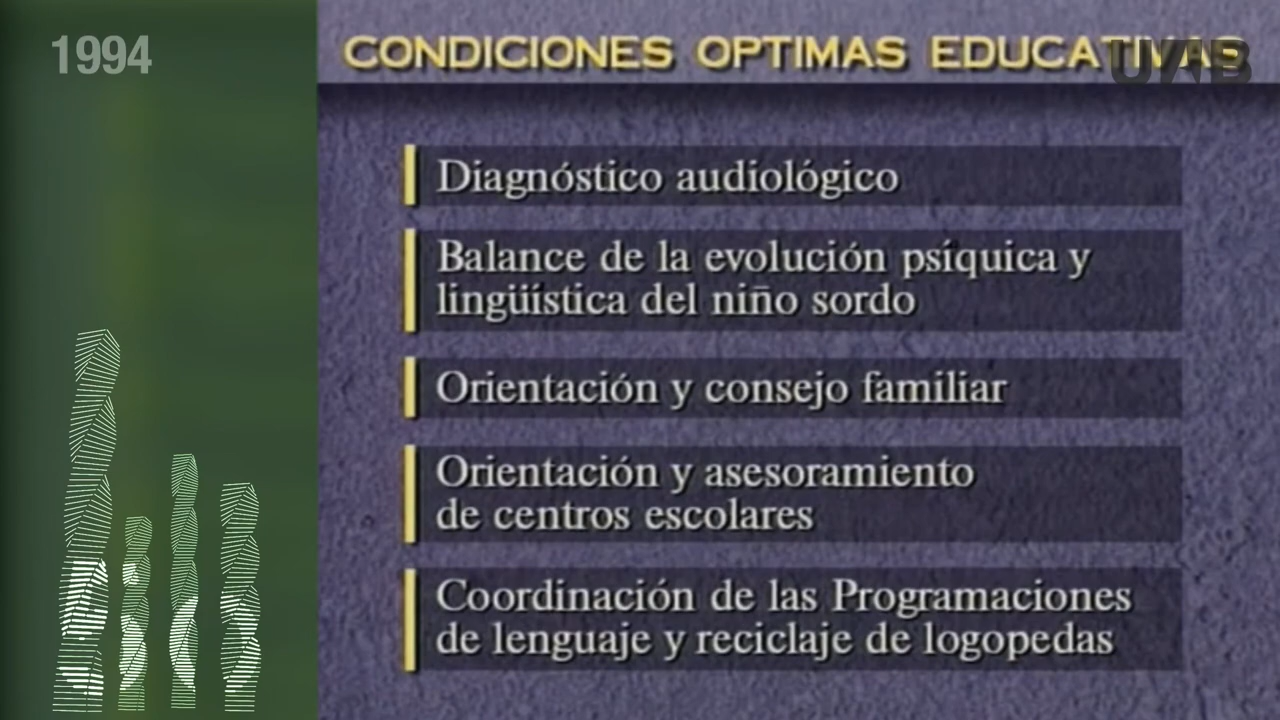 1994
CONDICIONES OPTIMAS EDUCATIVAS
UAB
Diagnóstico audiológico
Balance de la evolución psíquica y
lingüística del niño sordo
Orientación y consejo familiar
Orientación y asesoramiento
de centros escolares
Coordinación de las Programaciones
de lenguaje y reciclaje de logopedas